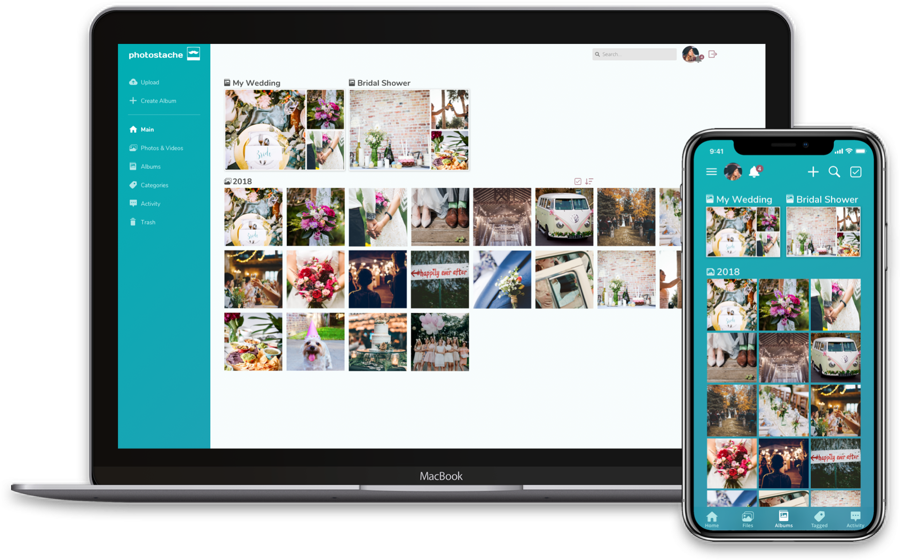 photostache
Search...
Upload
Create Album
Main
Photos & Videos
Albums
Categories
Activity
Trash
My Wedding
Bridal Shower
2018
happily ever after
MacBook
9:41
My Wedding
Bridal Shower
2018
happily ever after
Home
Files
Albums
Tagged
Activity